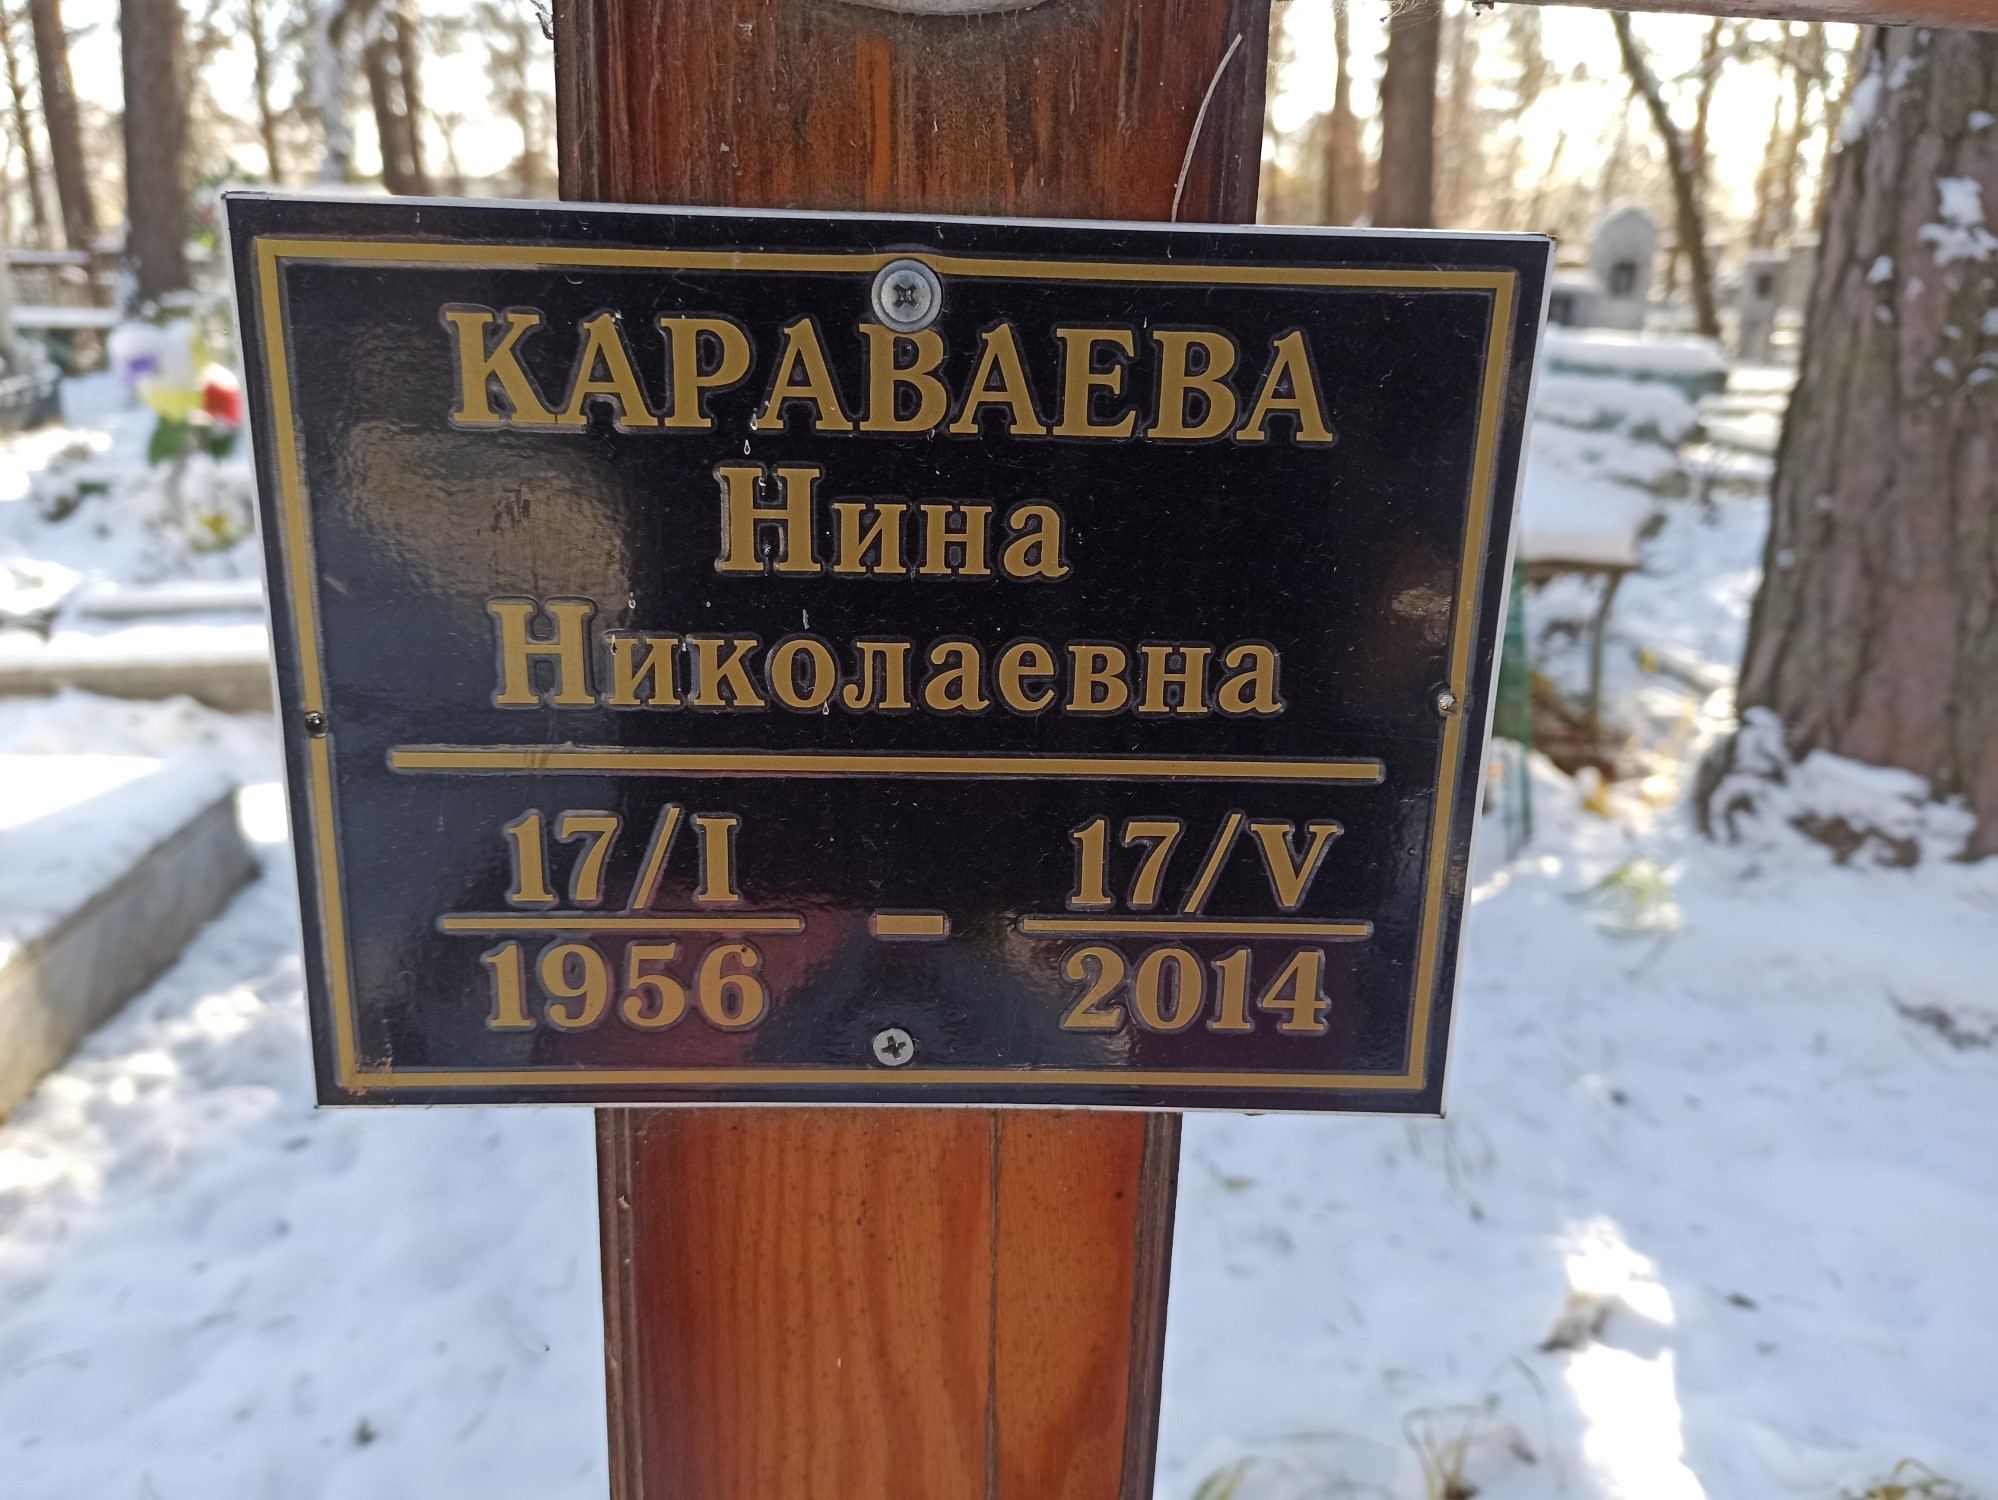 КАРАВАЕВА
Нина
Николаевна
17/I - 17/V
1956 2014